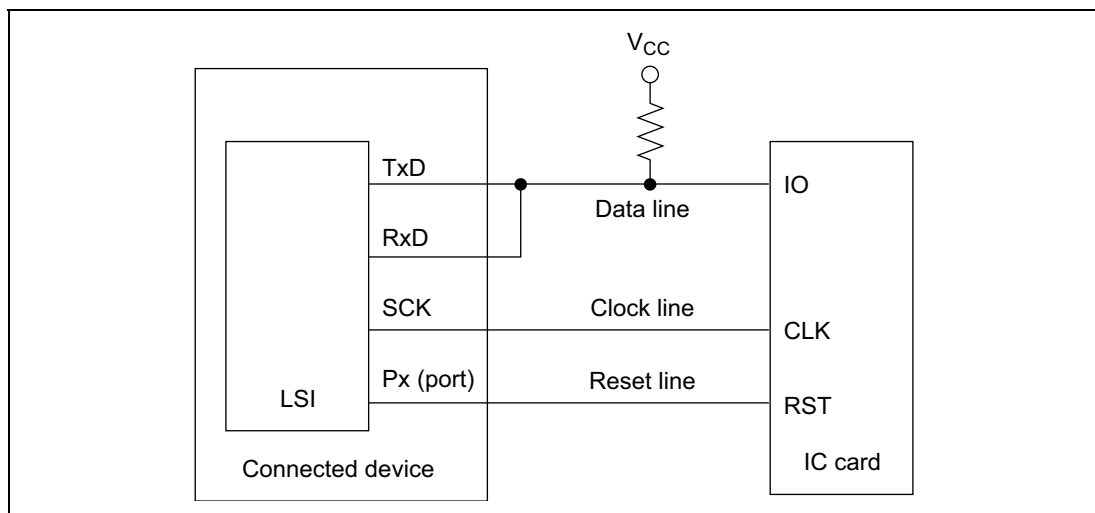 VCC
TxD
IO
Data line
RxD
SCK
Clock line
CLK
Px (port)
Reset line
LSI
RST
Connected device
IC card